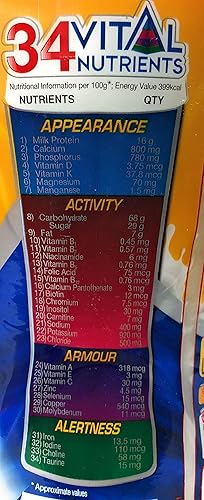 34 VITAL
NUTRIENTS
Nutritional Information per 100g*; Energy Value 399kcal
NUTRIENTS QTY
APPEARANCE
1) Milk Protein 16 g
2) Calcium 800 mg
3) Phosphorus 780 mg
4) Vitamin D 3.75 mcg
5) Vitamin K 37.8 mcg
6) Magnesium 70 mg
7) Manganese 1.5 mg
ACTIVITY
8) Carbohydrate 68 g
Sugar 29 g
9) Fat 7 g
10) Vitamin B₁ 0.45 mg
11) Vitamin B₂ 0.57 mg
12) Niacinamide 6 mg
13) Vitamin B₆ 0.76 mg
14) Folic Acid 75 mcg
15) Vitamin B₁₂ 0.76 mcg
16) Calcium Pantothenate 3 mg
17) Biotin 12 mcg
18) Chromium 7.5 mcg
19) Inositol 30 mg
20) Carnitine 7 mg
21) Sodium 400 mg
22) Potassium 920 mg
23) Chloride 500 mg
ARMOUR
24) Vitamin A 318 mcg
25) Vitamin E 3 mg
26) Vitamin C 30 mg
27) Zinc 4.5 mg
28) Selenium 15 mcg
29) Copper 540 mcg
30) Molybdenum 11 mcg
ALERTNESS
31) Iron 13.5 mg
32) Iodine 110 mcg
33) Choline 58 mg
34) Taurine 15 mg
* Approximate values